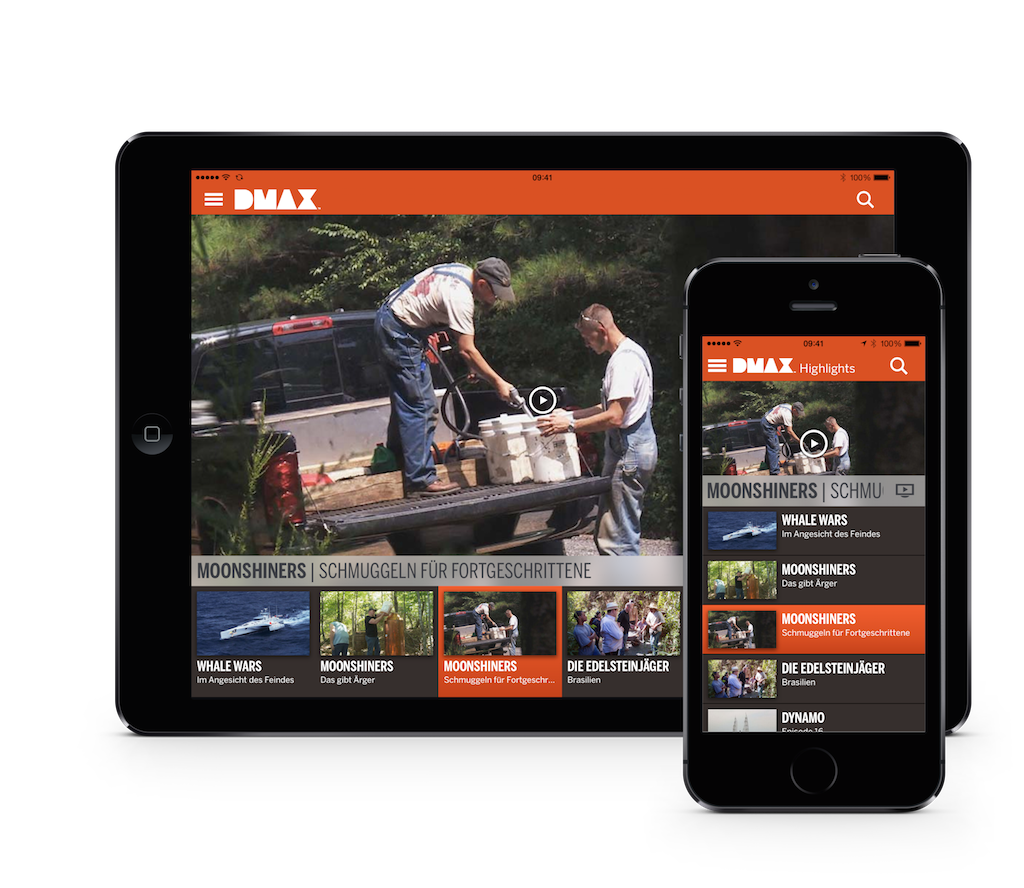 09:41
100%
DMAX
MOONSHINERS | SCHMUGGELN FÜR FORTGESCHRITTENE
WHALE WARS
Im Angesicht des Feindes
MOONSHINERS
Das gibt Ärger
MOONSHINERS
Schmuggeln für Fortgeschr...
DIE EDELSTEINJÄGER
Brasilien
09:41
100%
DMAX Highlights
MOONSHINERS | SCHMU
WHALE WARS
Im Angesicht des Feindes
MOONSHINERS
Das gibt Ärger
MOONSHINERS
Schmuggeln für Fortgeschrittene
DIE EDELSTEINJÄGER
Brasilien
DYNAMO
Episode 16